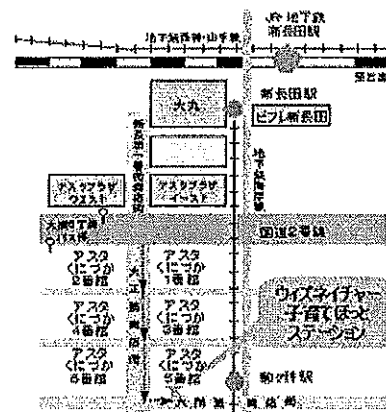 JR・地下鉄
新長田駅
地下鉄西神・山手線
新長田駅
大丸
ピフレ新長田
地下鉄海岸線
アスタプラザ
ウエスト
アスタプラザ
イースト
国道2号線
アスタ
くにづか
2番館
アスタ
くにづか
1番館
アスタ
くにづか
4番館
アスタ
くにづか
3番館
アスタ
くにづか
6番館
アスタ
くにづか
5番館
大正筋商店街
ウィズネイチャー
子育てほっと
ステーション
駒ヶ林駅